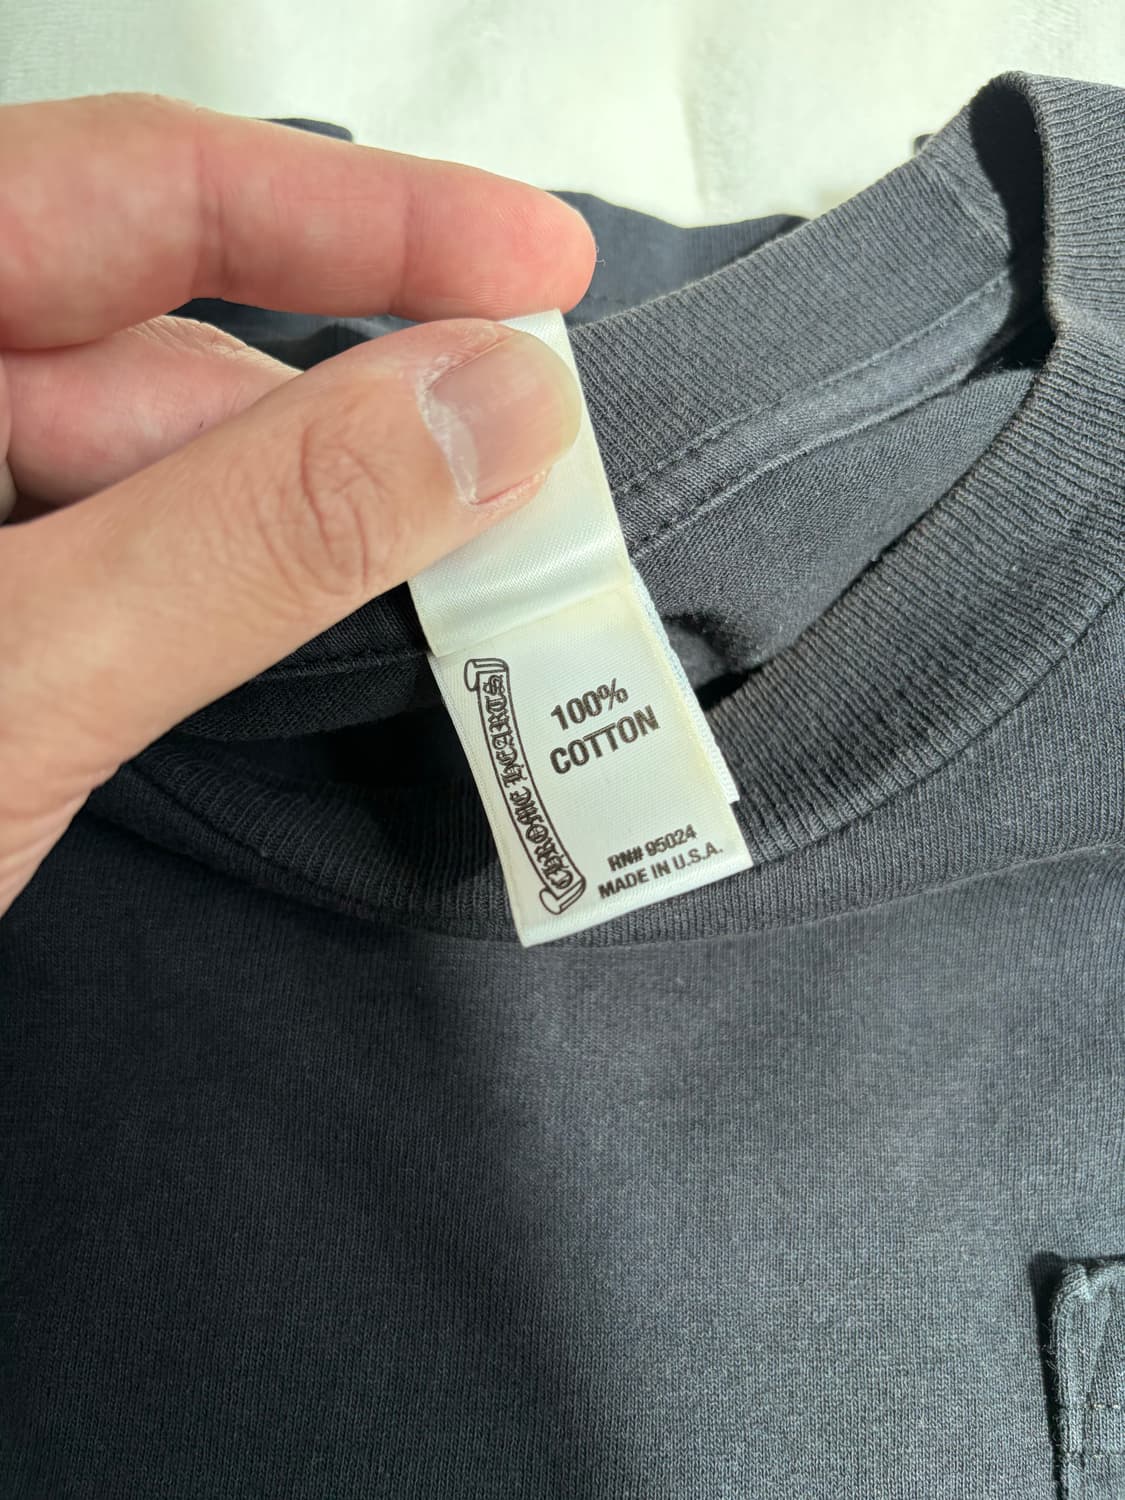 CHROME HEARTS
100%
COTTON
RN# 95024
MADE IN U.S.A.